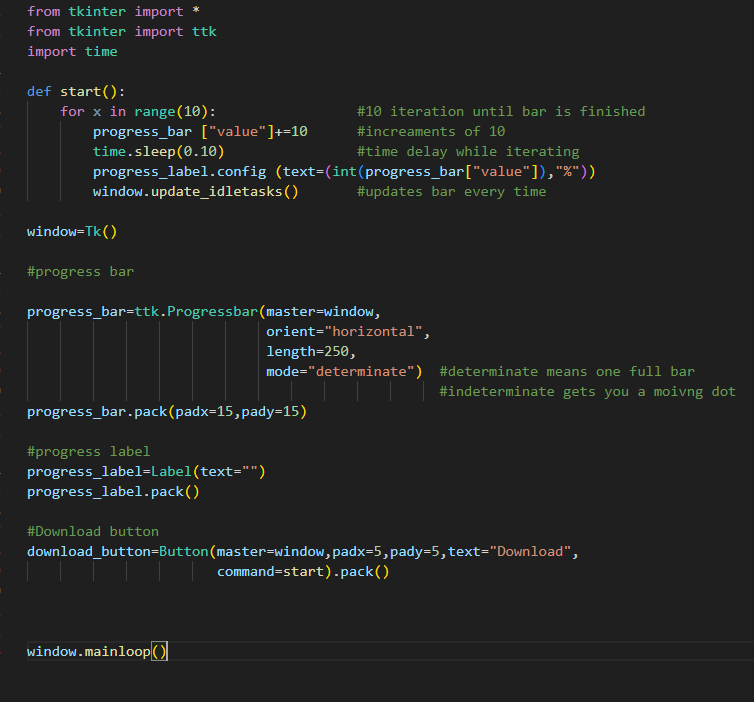 from tkinter import *
from tkinter import ttk
import time
def start():
    for x in range(10):                 #10 iteration until bar is finished
        progress_bar ["value"]+=10      #increaments of 10
        time.sleep(0.10)                #time delay while iterating
        progress_label.config (text=(int(progress_bar["value"]),"%"))
        window.update_idletasks()       #updates bar every time
window=Tk()
#progress bar
progress_bar=ttk.Progressbar(master=window,
                             orient="horizontal",
                             length=250,
                             mode="determinate")  #determinate means one full bar
                                                  #indeterminate gets you a moivng dot
progress_bar.pack(padx=15,pady=15)
#progress label
progress_label=Label(text="")
progress_label.pack()
#Download button
download_button=Button(master=window,padx=5,pady=5,text="Download",
                       command=start).pack()
window.mainloop()